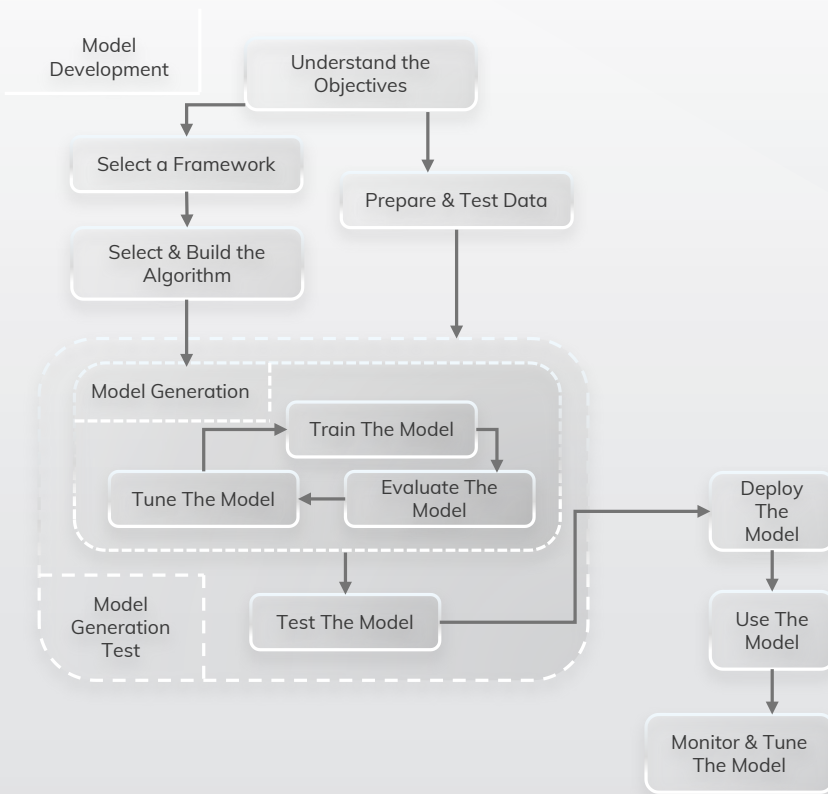 Model
Development
Understand the
Objectives
Select a Framework
Prepare & Test Data
Select & Build the
Algorithm
Model Generation
Train The Model
Tune The Model
Evaluate The
Model
Deploy
The
Model
Model
Generation
Test
Test The Model
Use The
Model
Monitor & Tune
The Model